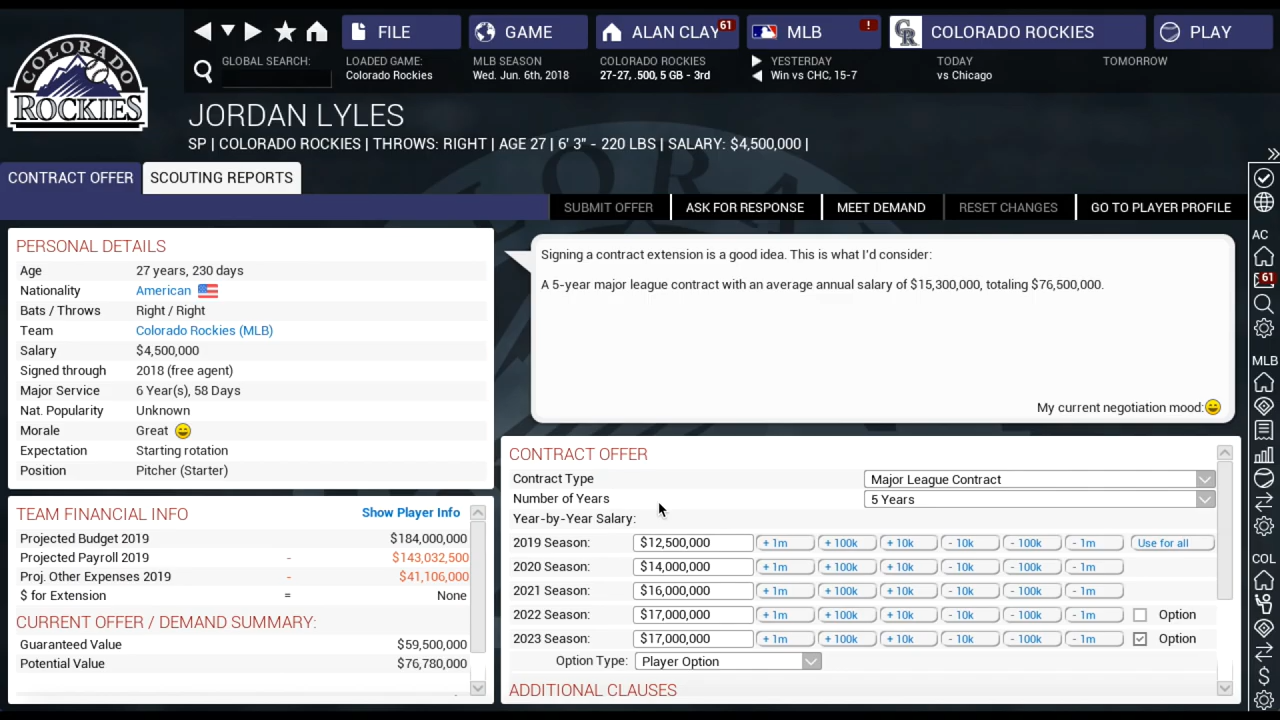 COLORADO
ROCKIES
FILE
GAME
ALAN CLAY
61
MLB
!
CR
COLORADO ROCKIES
PLAY
GLOBAL SEARCH:
LOADED GAME:
Colorado Rockies
MLB SEASON
Wed. Jun. 6th, 2018
COLORADO ROCKIES
27-27, .500, 5 GB - 3rd
YESTERDAY
Win vs CHC, 15-7
TODAY
vs Chicago
TOMORROW
JORDAN LYLES
SP | COLORADO ROCKIES | THROWS: RIGHT | AGE 27 | 6' 3" - 220 LBS | SALARY: $4,500,000 |
CONTRACT OFFER
SCOUTING REPORTS
SUBMIT OFFER
ASK FOR RESPONSE
MEET DEMAND
RESET CHANGES
GO TO PLAYER PROFILE
PERSONAL DETAILS
Age 27 years, 230 days
Nationality American
Bats / Throws Right / Right
Team Colorado Rockies (MLB)
Salary $4,500,000
Signed through 2018 (free agent)
Major Service 6 Year(s), 58 Days
Nat. Popularity Unknown
Morale Great
Expectation Starting rotation
Position Pitcher (Starter)
TEAM FINANCIAL INFO Show Player Info
Projected Budget 2019 $184,000,000
Projected Payroll 2019 - $143,032,500
Proj. Other Expenses 2019 - $41,106,000
$ for Extension = None
CURRENT OFFER / DEMAND SUMMARY:
Guaranteed Value $59,500,000
Potential Value $76,780,000
Signing a contract extension is a good idea. This is what I'd consider:
A 5-year major league contract with an average annual salary of $15,300,000, totaling $76,500,000.
My current negotiation mood:
CONTRACT OFFER
Contract Type Major League Contract
Number of Years 5 Years
Year-by-Year Salary:
2019 Season: $12,500,000 + 1m + 100k + 10k - 10k - 100k - 1m Use for all
2020 Season: $14,000,000 + 1m + 100k + 10k - 10k - 100k - 1m
2021 Season: $16,000,000 + 1m + 100k + 10k - 10k - 100k - 1m
2022 Season: $17,000,000 + 1m + 100k + 10k - 10k - 100k - 1m Option
2023 Season: $17,000,000 + 1m + 100k + 10k - 10k - 100k - 1m Option
Option Type: Player Option
ADDITIONAL CLAUSES
AC
61
MLB
COL
$